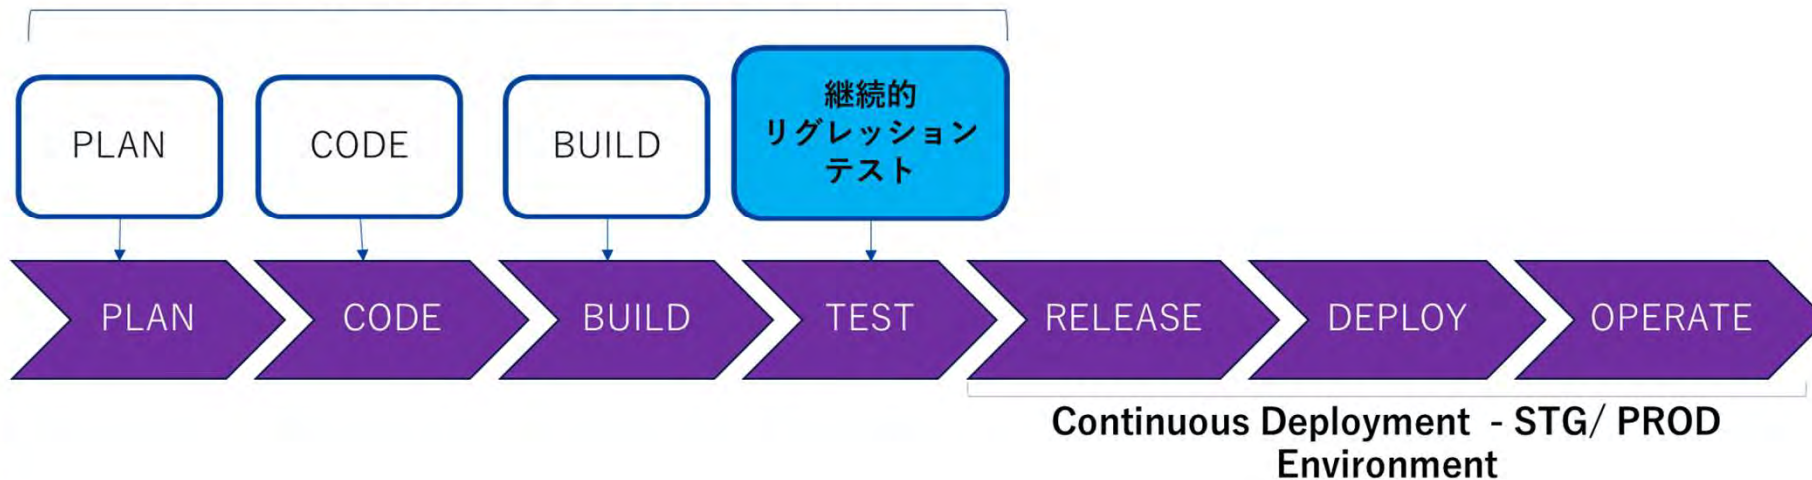 PLAN
CODE
BUILD
継続的
リグレッション
テスト
PLAN
CODE
BUILD
TEST
RELEASE
DEPLOY
OPERATE
Continuous Deployment - STG/ PROD
Environment